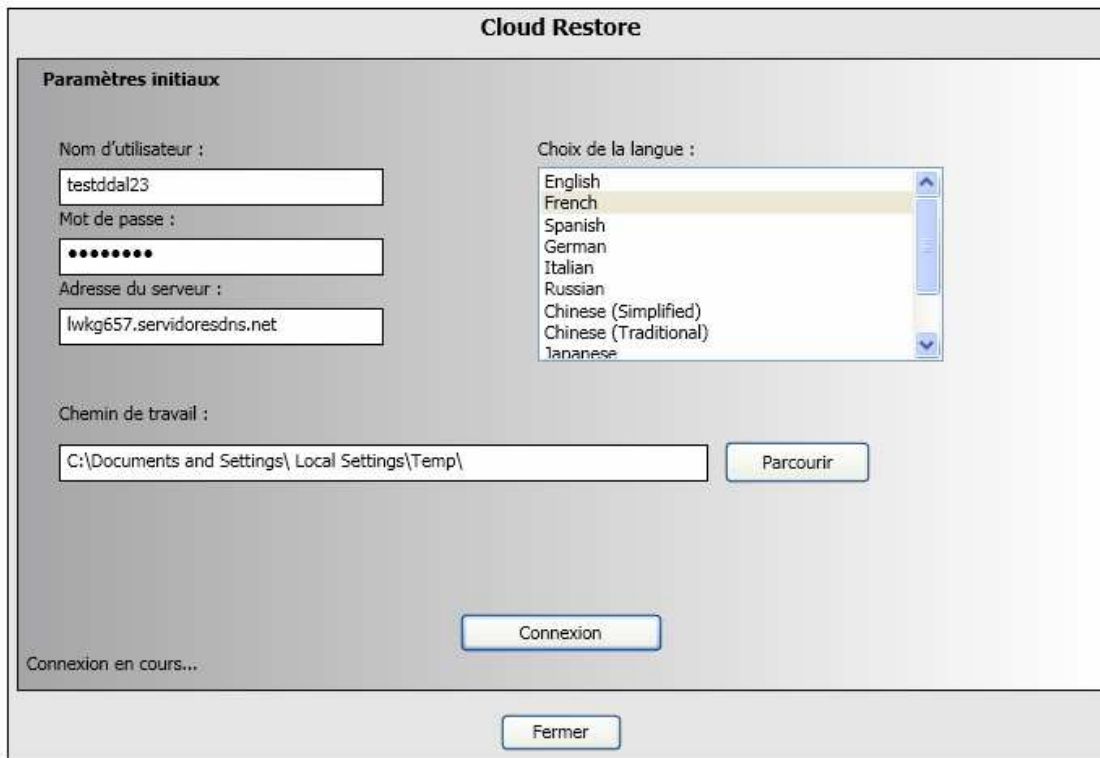 Cloud Restore
Paramètres initiaux
Nom d'utilisateur :
testddal23
Mot de passe :
••••••••
Adresse du serveur :
lwkg657.servidoresdns.net
Choix de la langue :
English
French
Spanish
German
Italian
Russian
Chinese (Simplified)
Chinese (Traditional)
Japanese
Chemin de travail :
C:\Documents and Settings\ Local Settings\Temp\
Parcourir
Connexion
Connexion en cours...
Fermer